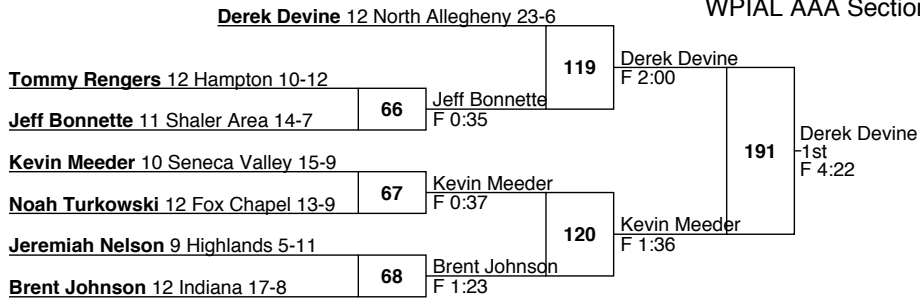 WPIAL AAA Section
Derek Devine 12 North Allegheny 23-6
119
Derek Devine
F 2:00
Tommy Rengers 12 Hampton 10-12
66
Jeff Bonnette
F 0:35
Jeff Bonnette 11 Shaler Area 14-7
191
Derek Devine
1st
F 4:22
Kevin Meeder 10 Seneca Valley 15-9
67
Kevin Meeder
F 0:37
Noah Turkowski 12 Fox Chapel 13-9
120
Kevin Meeder
F 1:36
Jeremiah Nelson 9 Highlands 5-11
68
Brent Johnson
F 1:23
Brent Johnson 12 Indiana 17-8